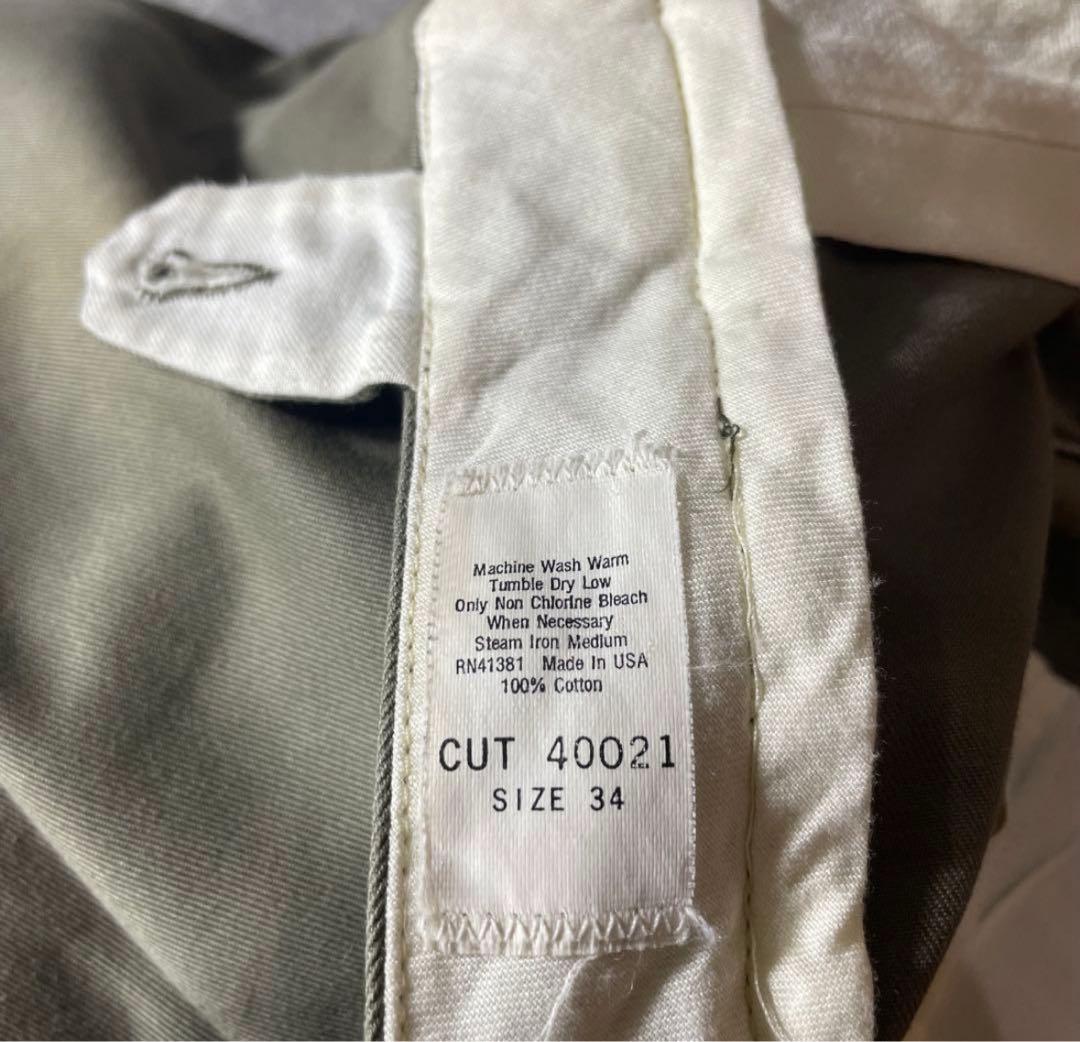 Machine Wash Warm
Tumble Dry Low
Only Non Chlorine Bleach
When Necessary
Steam Iron Medium
RN41381 Made In USA
100% Cotton
CUT 40021
SIZE 34